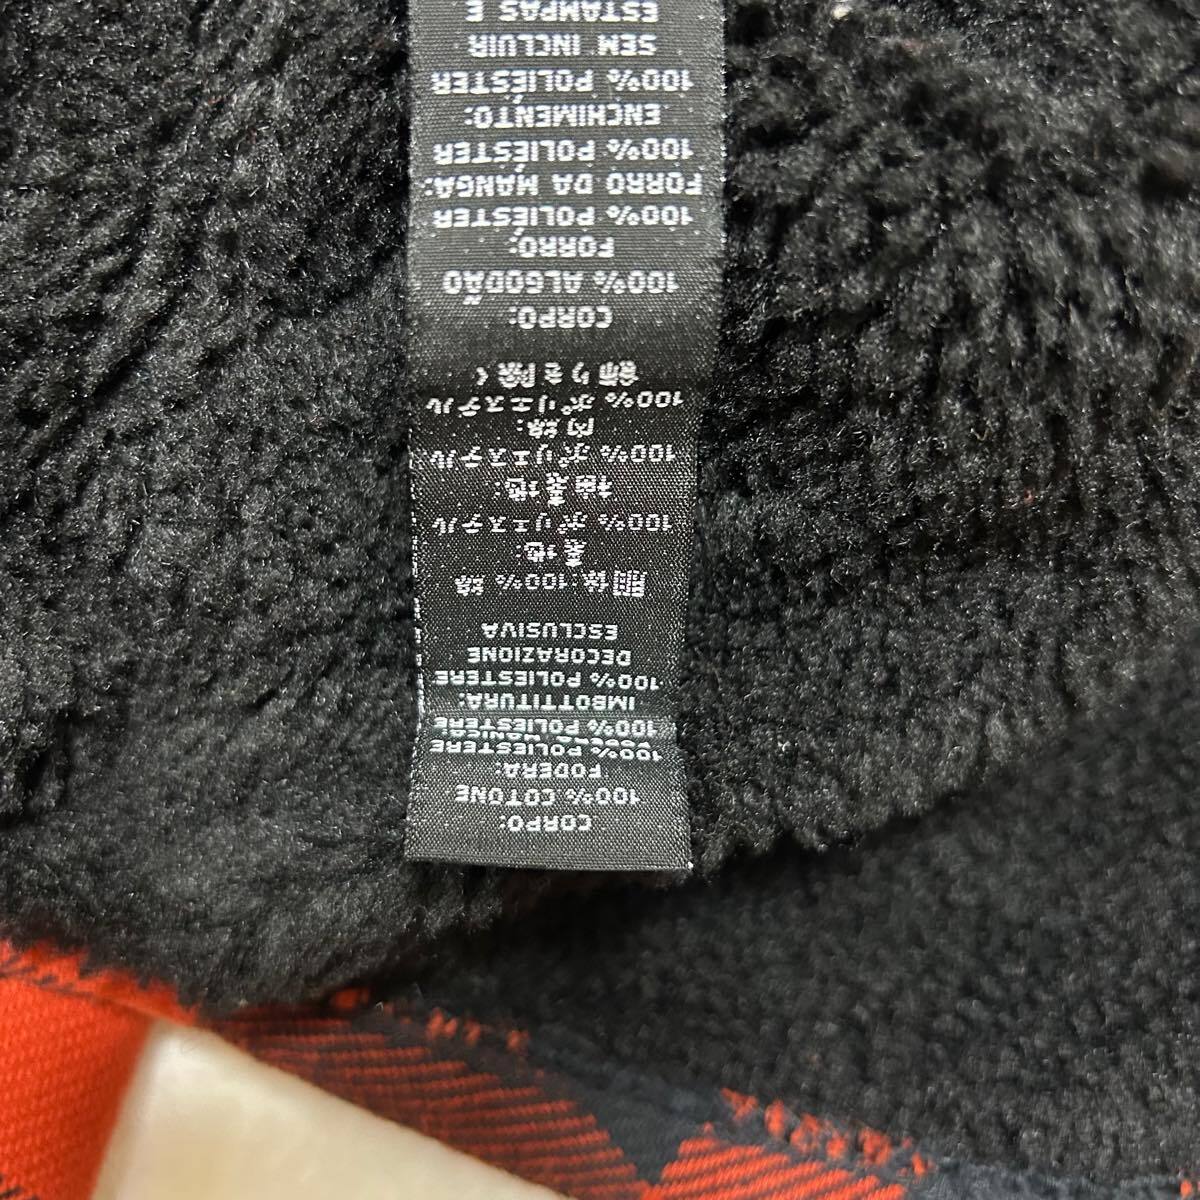 CORPO:
100% COTONE
FODERA:
100% POLIESTERE
100% POLIESTERE
IMBOTTITURA:
100% POLIESTERE
DECORAZIONE
ESCLUSIVA
胴体:100% 綿
裏地:
100% ポリエステル
袖裏地:
100% ポリエステル
内綿:
100% ポリエステル
飾りを除く
CORPO:
100% ALGODÃO
FORRO:
100% POLIÉSTER
FORRO DA MANGA:
100% POLIÉSTER
ENCHIMENTO:
100% POLIÉSTER
SEM INCLUIR
ESTAMPAS E